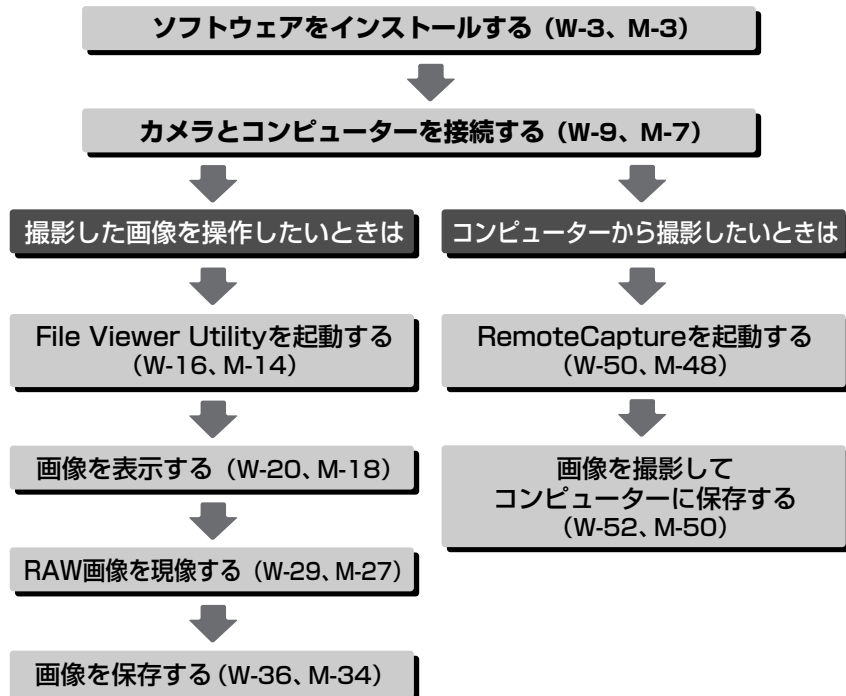 ソフトウェアをインストールする（W-3、M-3）
カメラとコンピューターを接続する（W-9、M-7）
撮影した画像を操作したいときは
File Viewer Utilityを起動する
（W-16、M-14）
画像を表示する（W-20、M-18）
RAW画像を現像する（W-29、M-27）
画像を保存する（W-36、M-34）
コンピューターから撮影したいときは
RemoteCaptureを起動する
（W-50、M-48）
画像を撮影して
コンピューターに保存する
（W-52、M-50）